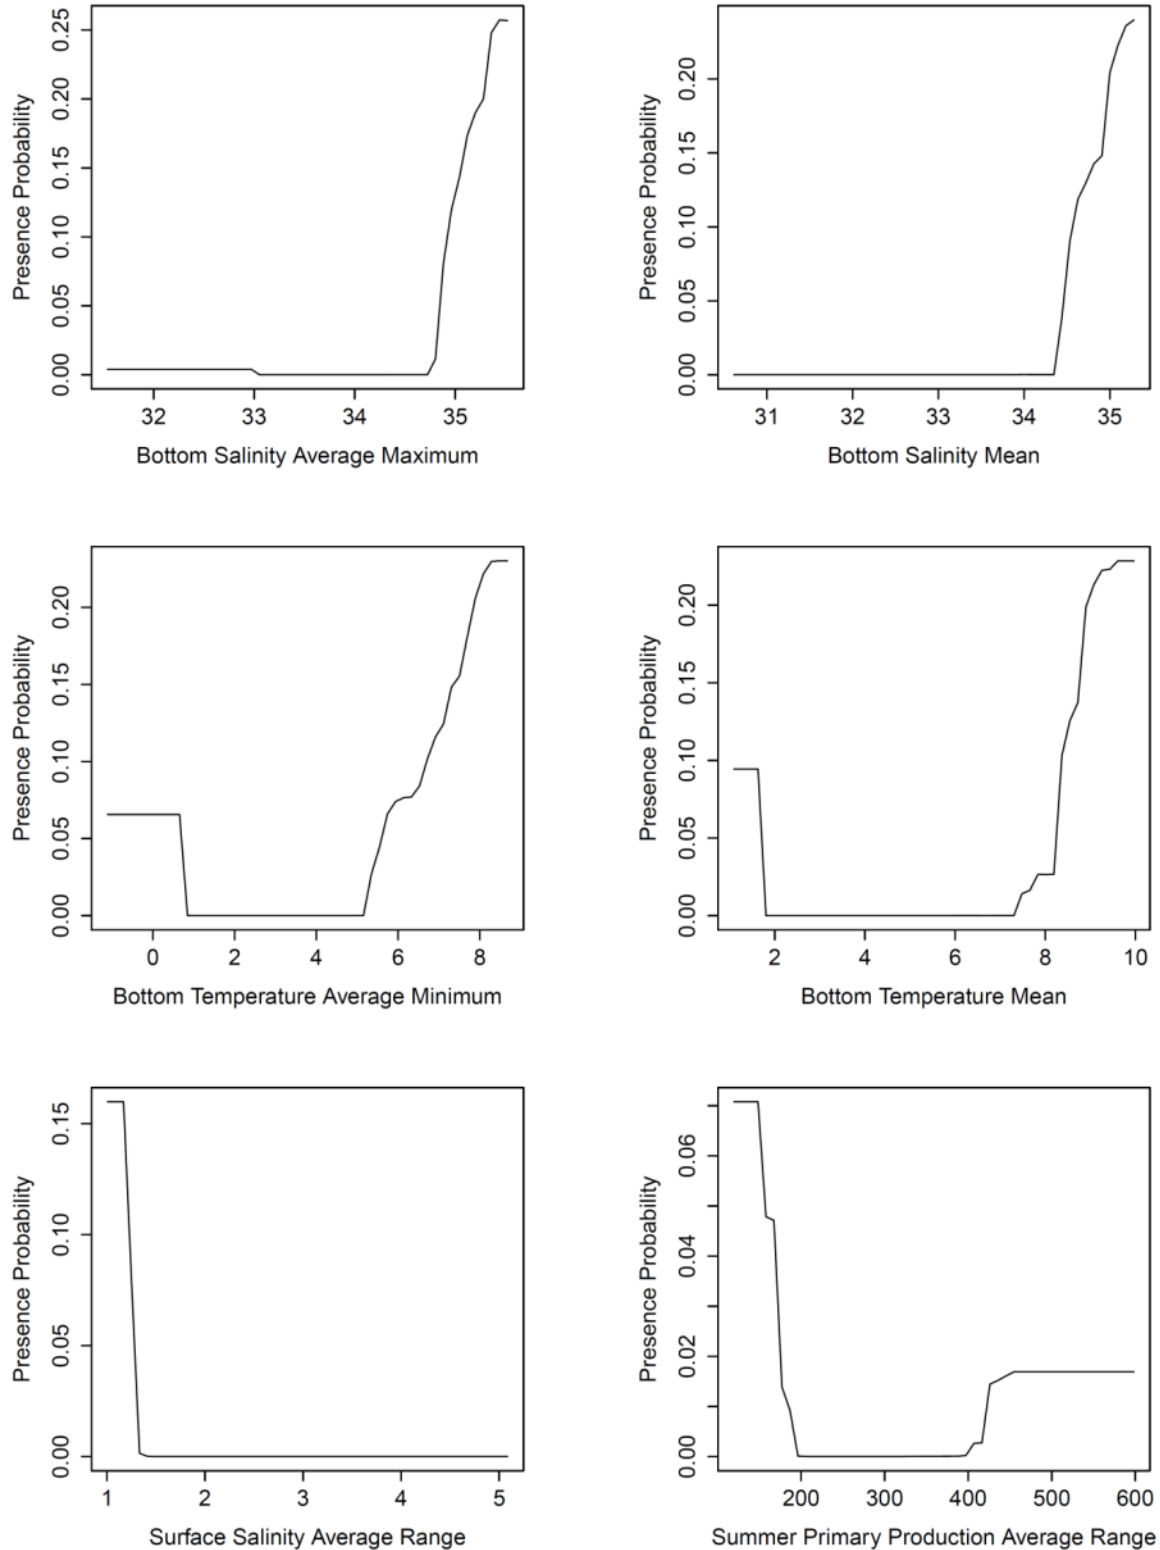 Presence Probability
0.00 0.05 0.10 0.15 0.20 0.25
32 33 34 35
Bottom Salinity Average Maximum
Presence Probability
0.00 0.05 0.10 0.15 0.20
31 32 33 34 35
Bottom Salinity Mean
Presence Probability
0.00 0.05 0.10 0.15 0.20
0 2 4 6 8
Bottom Temperature Average Minimum
Presence Probability
0.00 0.05 0.10 0.15 0.20
2 4 6 8 10
Bottom Temperature Mean
Presence Probability
0.00 0.05 0.10 0.15
1 2 3 4 5
Surface Salinity Average Range
Presence Probability
0.00 0.02 0.04 0.06
200 300 400 500 600
Summer Primary Production Average Range